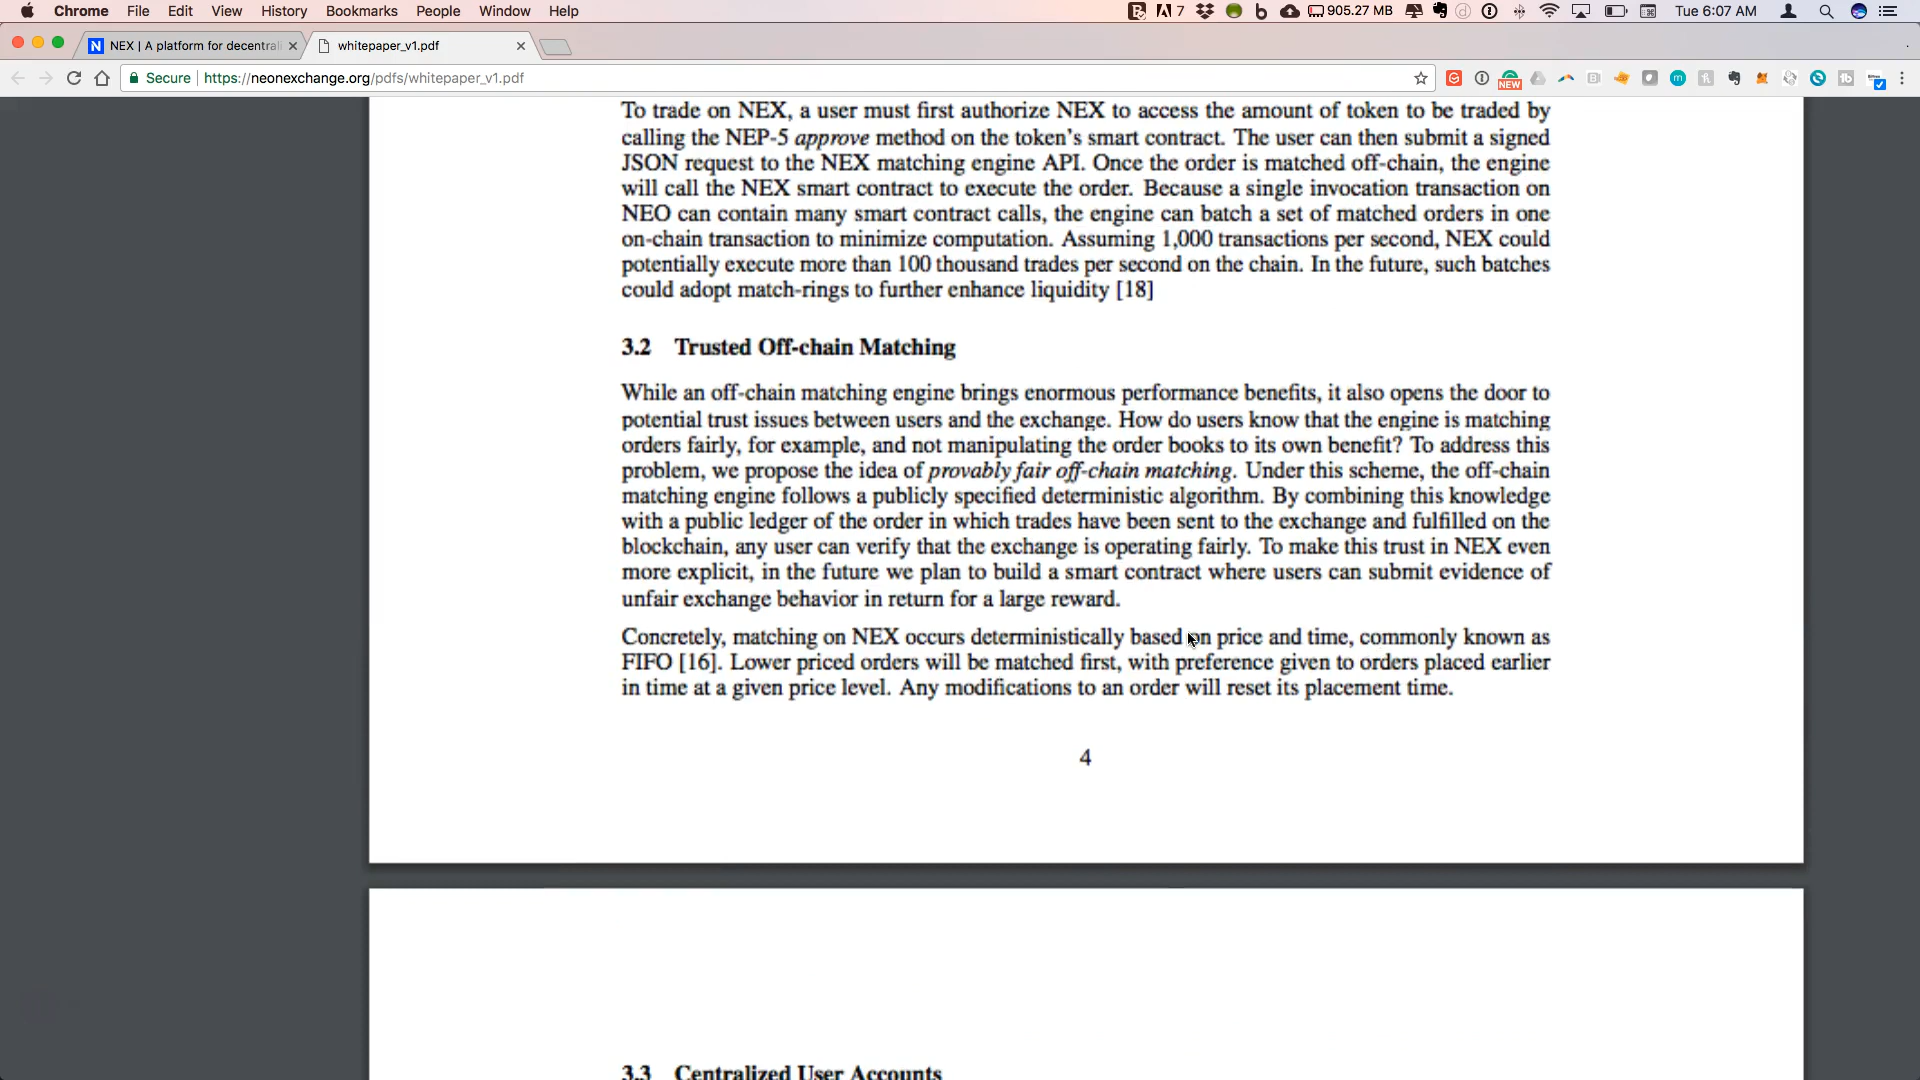 Chrome File Edit View History Bookmarks People Window Help
7 905.27 MB Tue 6:07 AM
NEX | A platform for decentrali
whitepaper_v1.pdf
Secure https://neonexchange.org/pdfs/whitepaper_v1.pdf
NEW
To trade on NEX, a user must first authorize NEX to access the amount of token to be traded by
calling the NEP-5 approve method on the token's smart contract. The user can then submit a signed
JSON request to the NEX matching engine API. Once the order is matched off-chain, the engine
will call the NEX smart contract to execute the order. Because a single invocation transaction on
NEO can contain many smart contract calls, the engine can batch a set of matched orders in one
on-chain transaction to minimize computation. Assuming 1,000 transactions per second, NEX could
potentially execute more than 100 thousand trades per second on the chain. In the future, such batches
could adopt match-rings to further enhance liquidity [18]
3.2 Trusted Off-chain Matching
While an off-chain matching engine brings enormous performance benefits, it also opens the door to
potential trust issues between users and the exchange. How do users know that the engine is matching
orders fairly, for example, and not manipulating the order books to its own benefit? To address this
problem, we propose the idea of provably fair off-chain matching. Under this scheme, the off-chain
matching engine follows a publicly specified deterministic algorithm. By combining this knowledge
with a public ledger of the order in which trades have been sent to the exchange and fulfilled on the
blockchain, any user can verify that the exchange is operating fairly. To make this trust in NEX even
more explicit, in the future we plan to build a smart contract where users can submit evidence of
unfair exchange behavior in return for a large reward.
Concretely, matching on NEX occurs deterministically based on price and time, commonly known as
FIFO [16]. Lower priced orders will be matched first, with preference given to orders placed earlier
in time at a given price level. Any modifications to an order will reset its placement time.
4
3.3 Centralized User Accounts